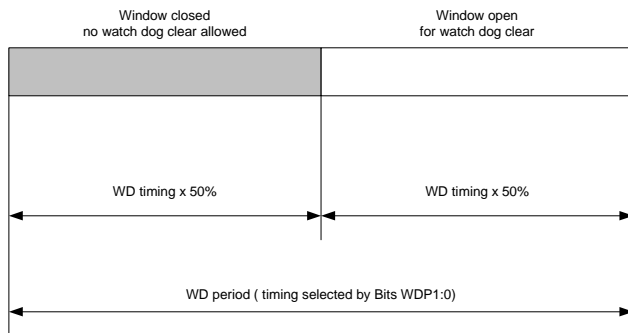 Window closed
no watch dog clear allowed
Window open
for watch dog clear
WD timing x 50%
WD timing x 50%
WD period ( timing selected by Bits WDP1:0)